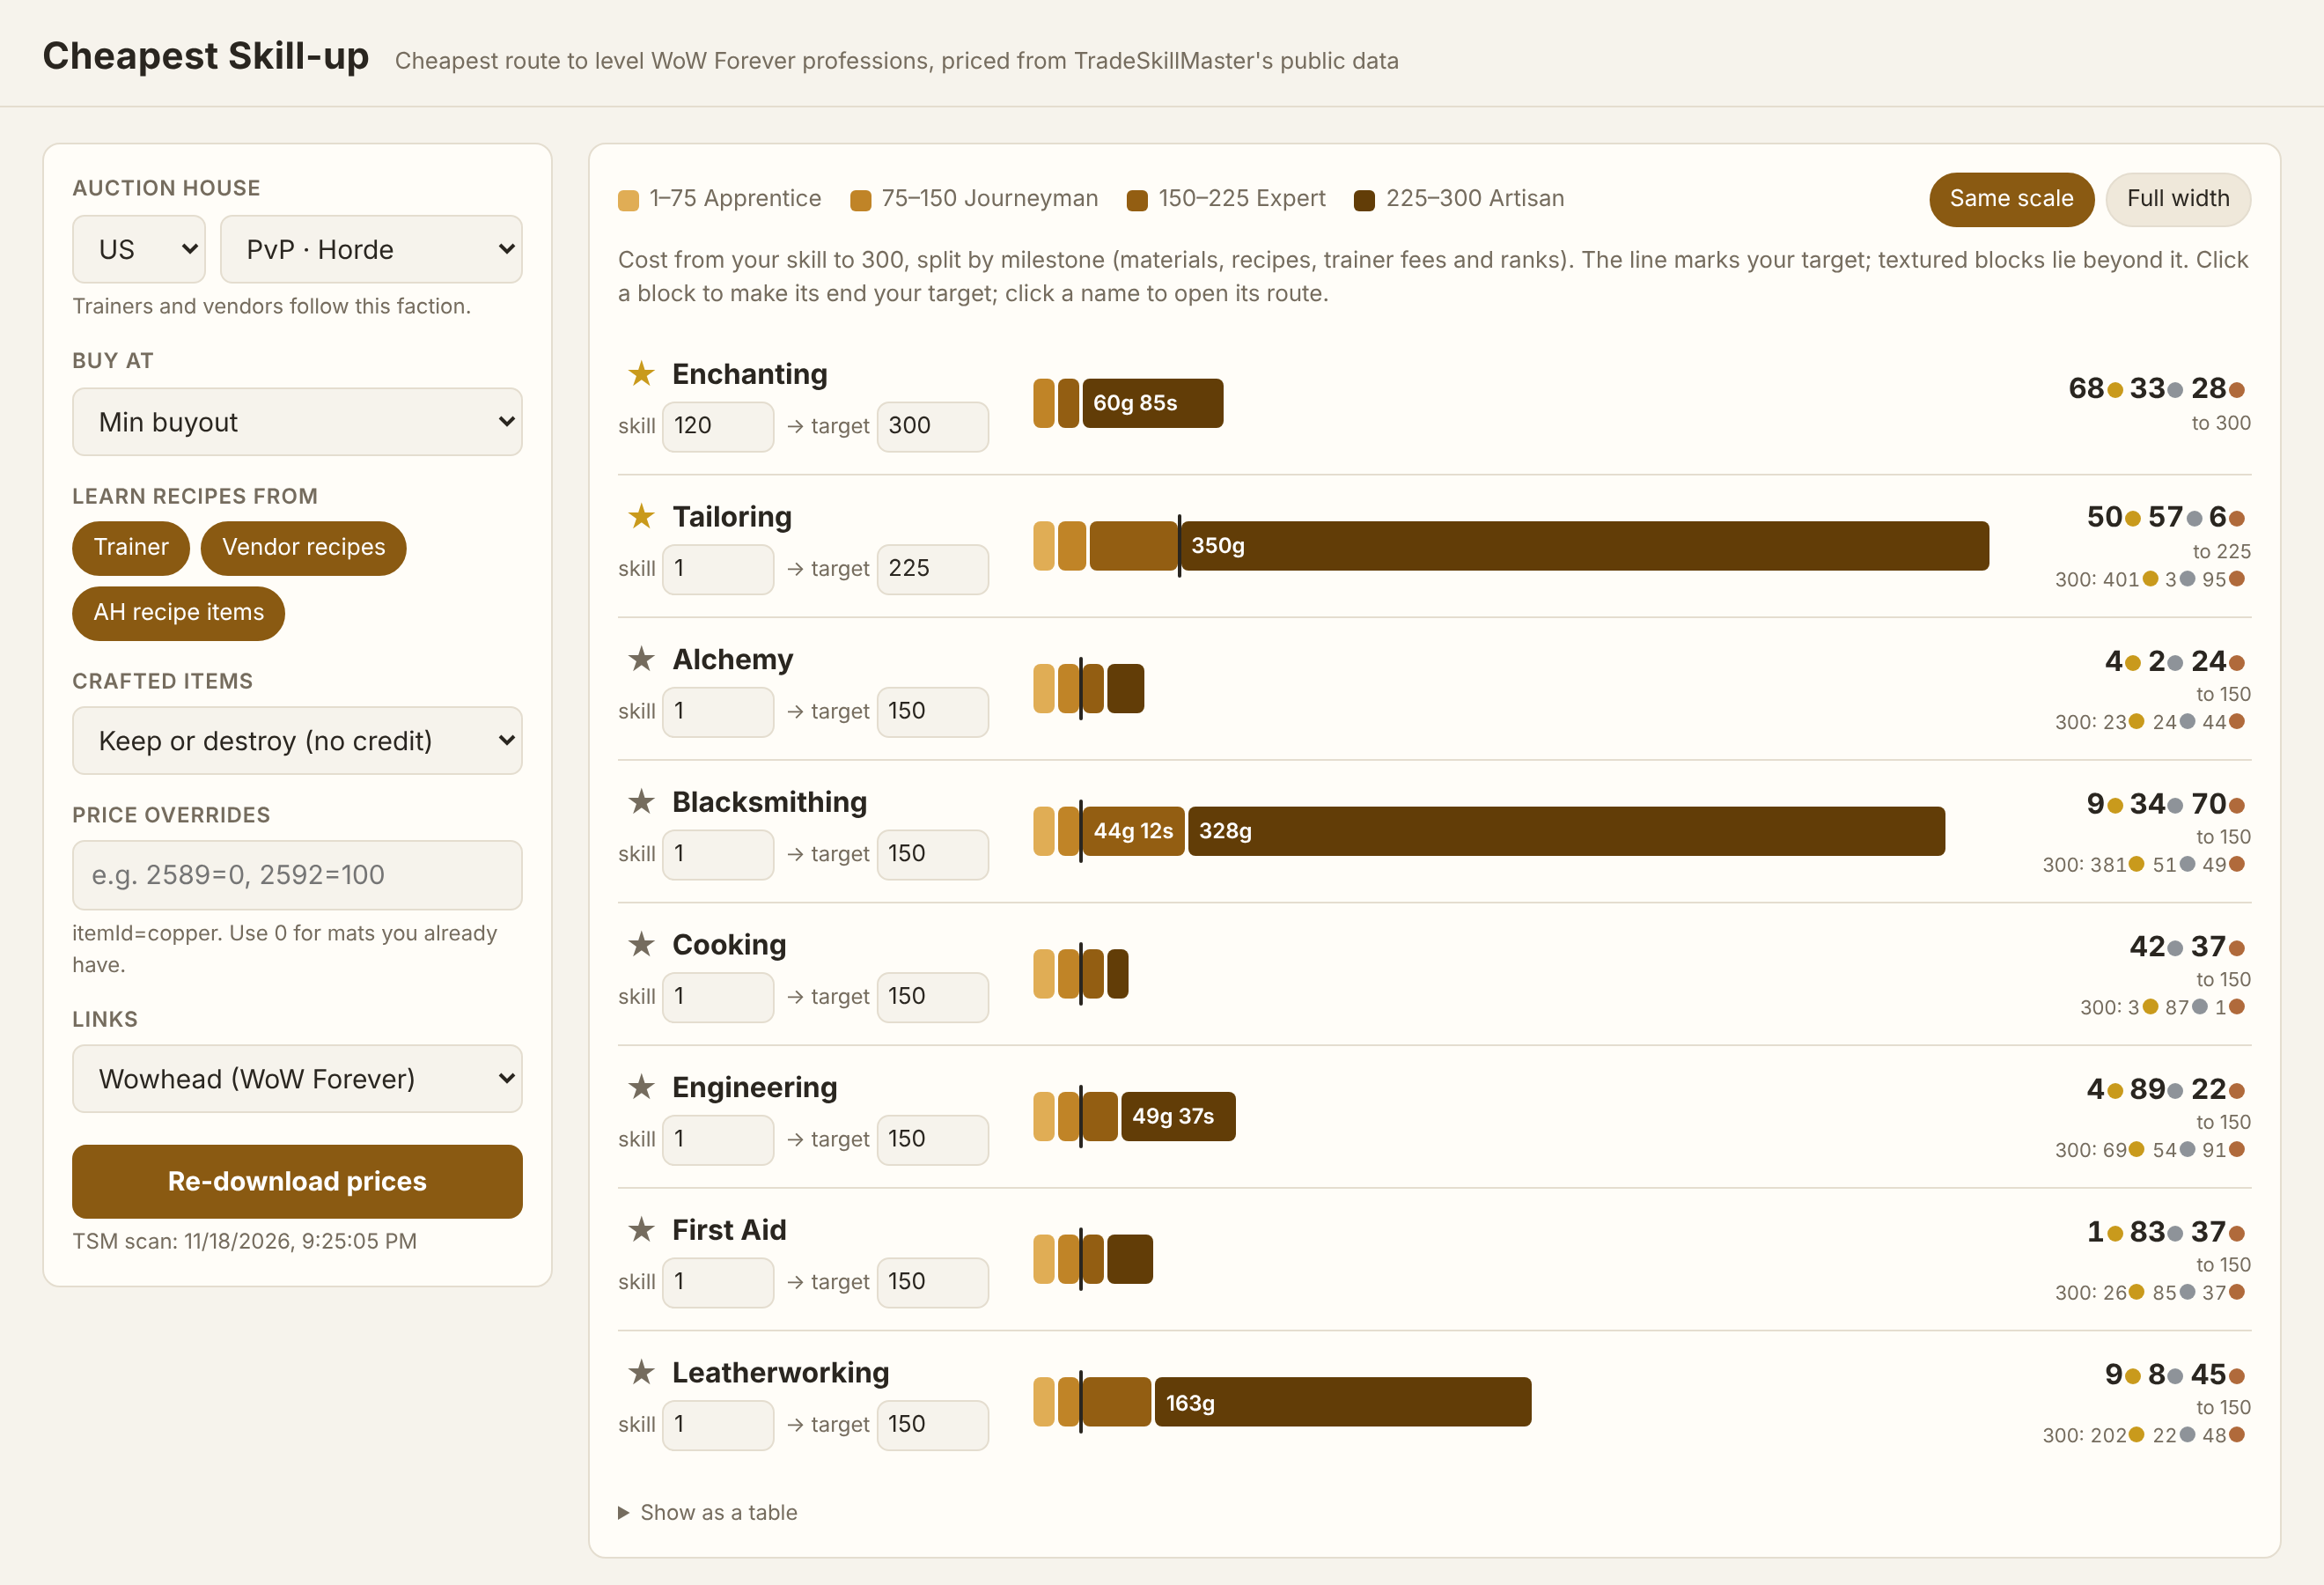 Cheapest Skill-up
Cheapest route to level WoW Forever professions, priced from TradeSkillMaster's public data
AUCTION HOUSE
US
PvP · Horde
Trainers and vendors follow this faction.
BUY AT
Min buyout
LEARN RECIPES FROM
Trainer
Vendor recipes
AH recipe items
CRAFTED ITEMS
Keep or destroy (no credit)
PRICE OVERRIDES
e.g. 2589=0, 2592=100
itemId=copper. Use 0 for mats you already
have.
LINKS
Wowhead (WoW Forever)
Re-download prices
TSM scan: 11/18/2026, 9:25:05 PM
1–75 Apprentice
75–150 Journeyman
150–225 Expert
225–300 Artisan
Same scale
Full width
Cost from your skill to 300, split by milestone (materials, recipes, trainer fees and ranks). The line marks your target; textured blocks lie beyond it. Click
a block to make its end your target; click a name to open its route.
★ Enchanting
skill 120 → target 300
60g 85s
68 33 28
to 300
★ Tailoring
skill 1 → target 225
350g
50 57 6
to 225
300: 401 3 95
★ Alchemy
skill 1 → target 150
4 2 24
to 150
300: 23 24 44
★ Blacksmithing
skill 1 → target 150
44g 12s
328g
9 34 70
to 150
300: 381 51 49
★ Cooking
skill 1 → target 150
42 37
to 150
300: 3 87 1
★ Engineering
skill 1 → target 150
49g 37s
4 89 22
to 150
300: 69 54 91
★ First Aid
skill 1 → target 150
1 83 37
to 150
300: 26 85 37
★ Leatherworking
skill 1 → target 150
163g
9 8 45
to 150
300: 202 22 48
▶ Show as a table